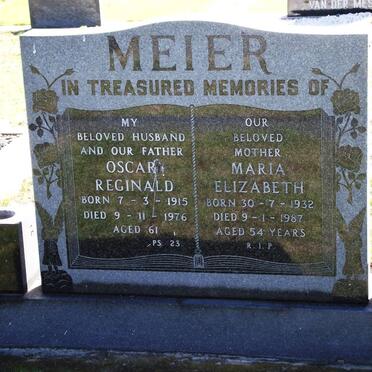 VAN DER ME
MEIER
IN TREASURED MEMORIES OF
MY
BELOVED HUSBAND
AND OUR FATHER
OSCAR
REGINALD
BORN 7-3-1915
DIED 9-11-1976
AGED 61
PS 23
OUR
BELOVED
MOTHER
MARIA
ELIZABETH
BORN 30-7-1932
DIED 9-1-1987
AGED 54 YEARS
R.I.P.